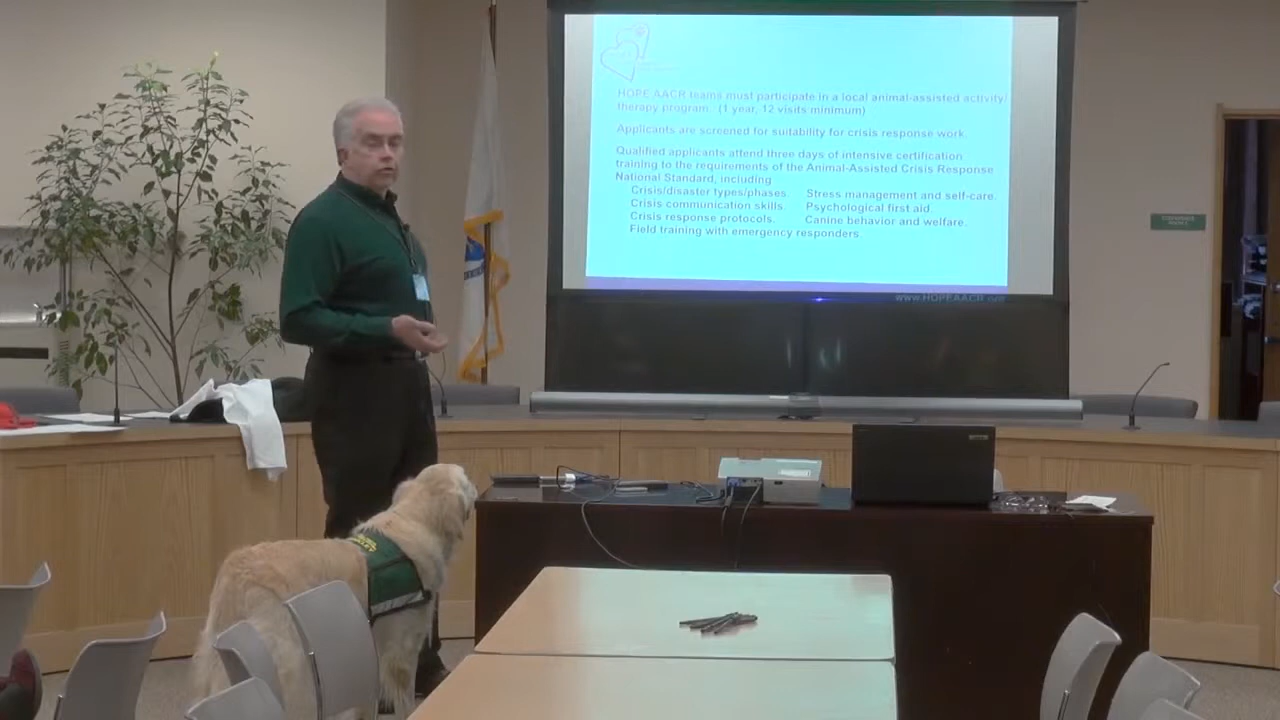 HOPE AACR teams must participate in a local animal-assisted activity/
therapy program. (1 year, 12 visits minimum)
Applicants are screened for suitability for crisis response work.
Qualified applicants attend three days of intensive certification
training to the requirements of the Animal-Assisted Crisis Response
National Standard, including
Crisis/disaster types/phases. Stress management and self-care.
Crisis communication skills. Psychological first aid.
Crisis response protocols. Canine behavior and welfare.
Field training with emergency responders.
www.HOPEAACR